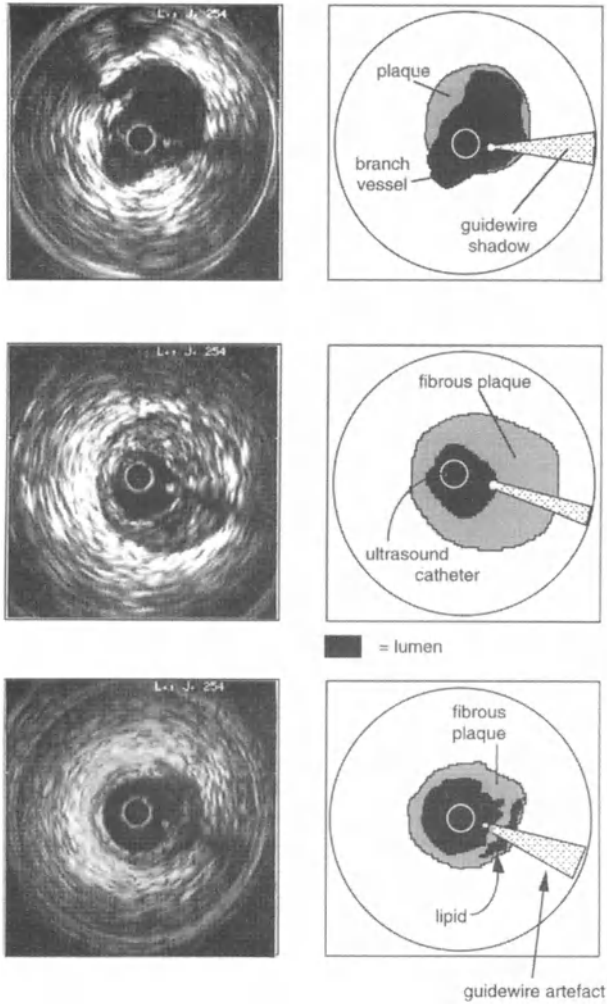 plaque
branch
vessel
guidewire
shadow
fibrous plaque
ultrasound
catheter
= lumen
fibrous
plaque
lipid
guidewire artefact